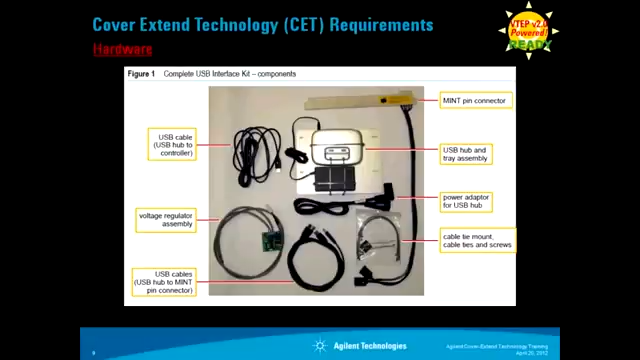 Cover Extend Technology (CET) Requirements
Hardware
VTEP v2.0
Powered!
READY
Figure 1 Complete USB Interface Kit – components
MINT pin connector
USB cable
(USB hub to
controller)
USB hub and
tray assembly
power adaptor
for USB hub
voltage regulator
assembly
cable tie mount,
cable ties and screws
USB cables
(USB hub to MINT
pin connector)
Agilent Technologies
Agilent Cover-Extend Technology Training
April 20, 2012